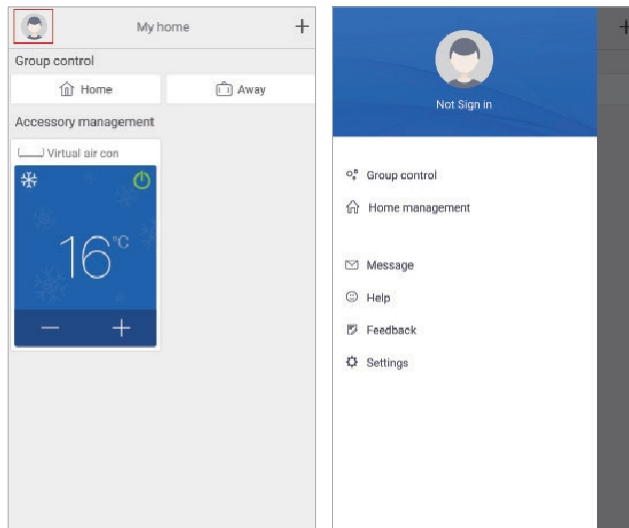 My home
+
Group control
Home
Away
Accessory management
Virtual air con
16°C
− +
Not Sign in
Group control
Home management
Message
Help
Feedback
Settings